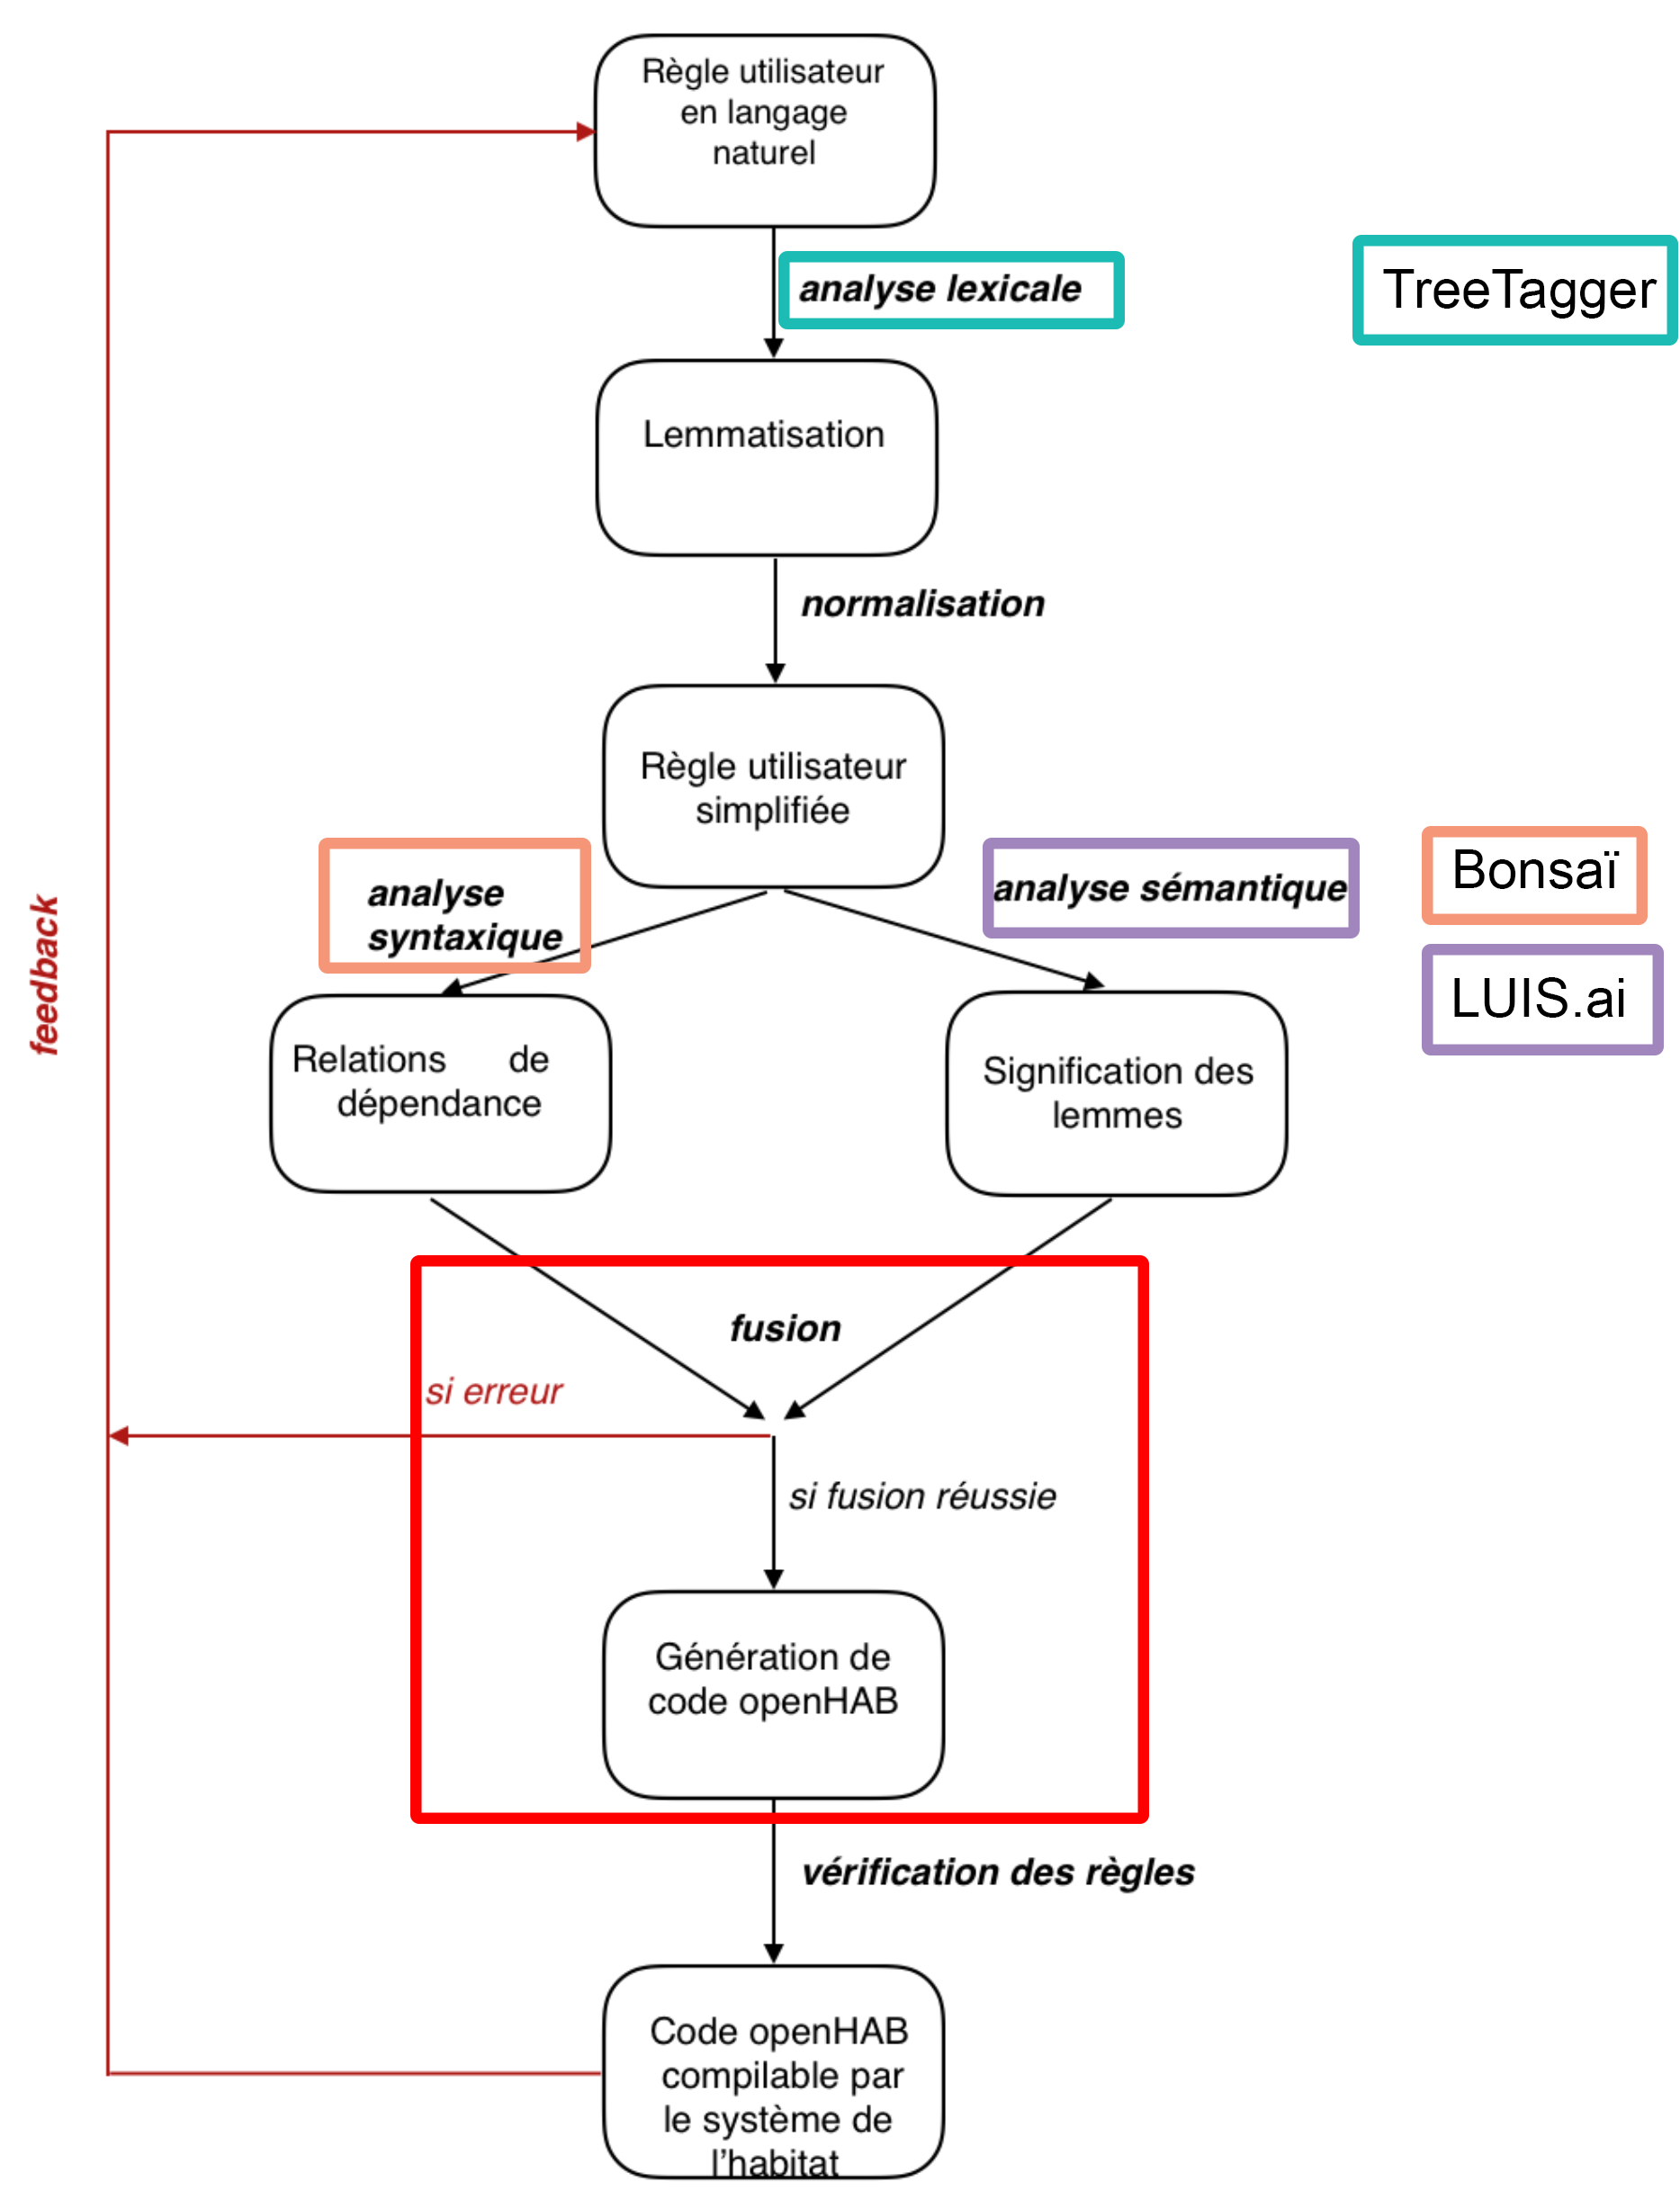 Règle utilisateur
en langage
naturel
analyse lexicale
TreeTagger
Lemmatisation
normalisation
Règle utilisateur
simplifiée
analyse
syntaxique
analyse sémantique
Bonsaï
LUIS.ai
feedback
Relations de
dépendance
Signification des
lemmes
fusion
si erreur
si fusion réussie
Génération de
code openHAB
vérification des règles
Code openHAB
compilable par
le système de
l'habitat